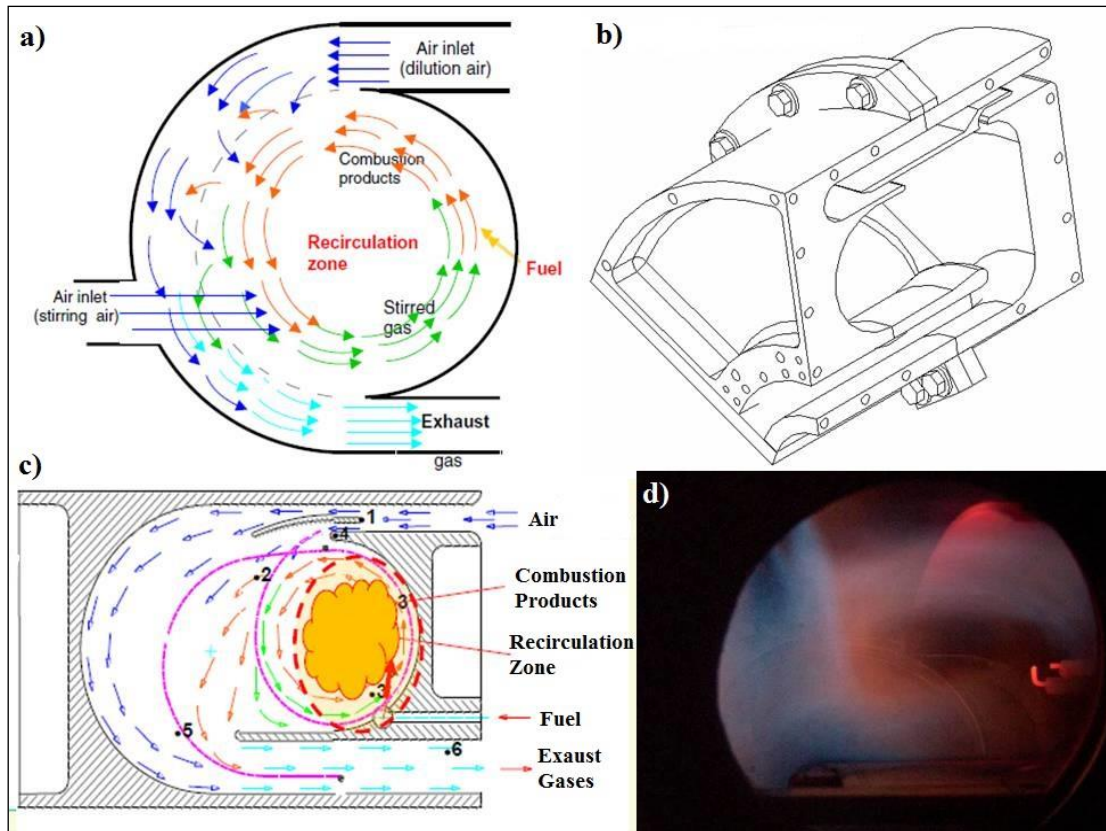 a)
Air inlet
(dilution air)
Combustion
products
Recirculation
zone
Fuel
Air inlet
(stirring air)
Stirred
gas
Exhaust
gas
b)
c)
1
Air
4
2
3
Combustion
Products
Recirculation
Zone
3
Fuel
5
6
Exaust
Gases
d)